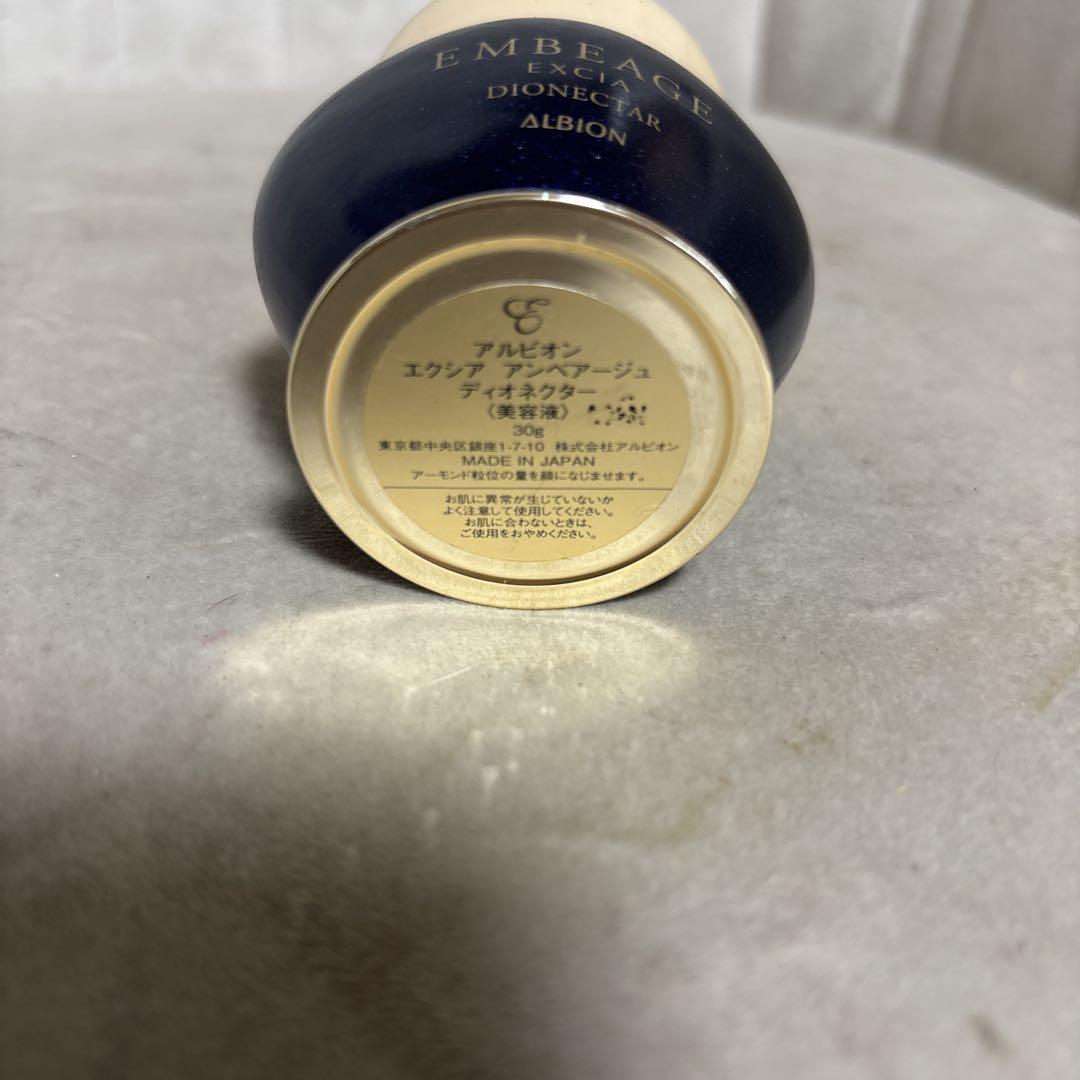 EMBEAGE
EXCIA
DIONECTAR
ALBION
アルビオン
エクシア アンベアージュ
ディオネクター
〈美容液〉
30g
東京都中央区銀座1-7-10 株式会社アルビオン
MADE IN JAPAN
アーモンド粒位の量を顔になじませます。
お肌に異常が生じていないか
よく注意して使用してください。
お肌に合わないときは、
ご使用をおやめください。